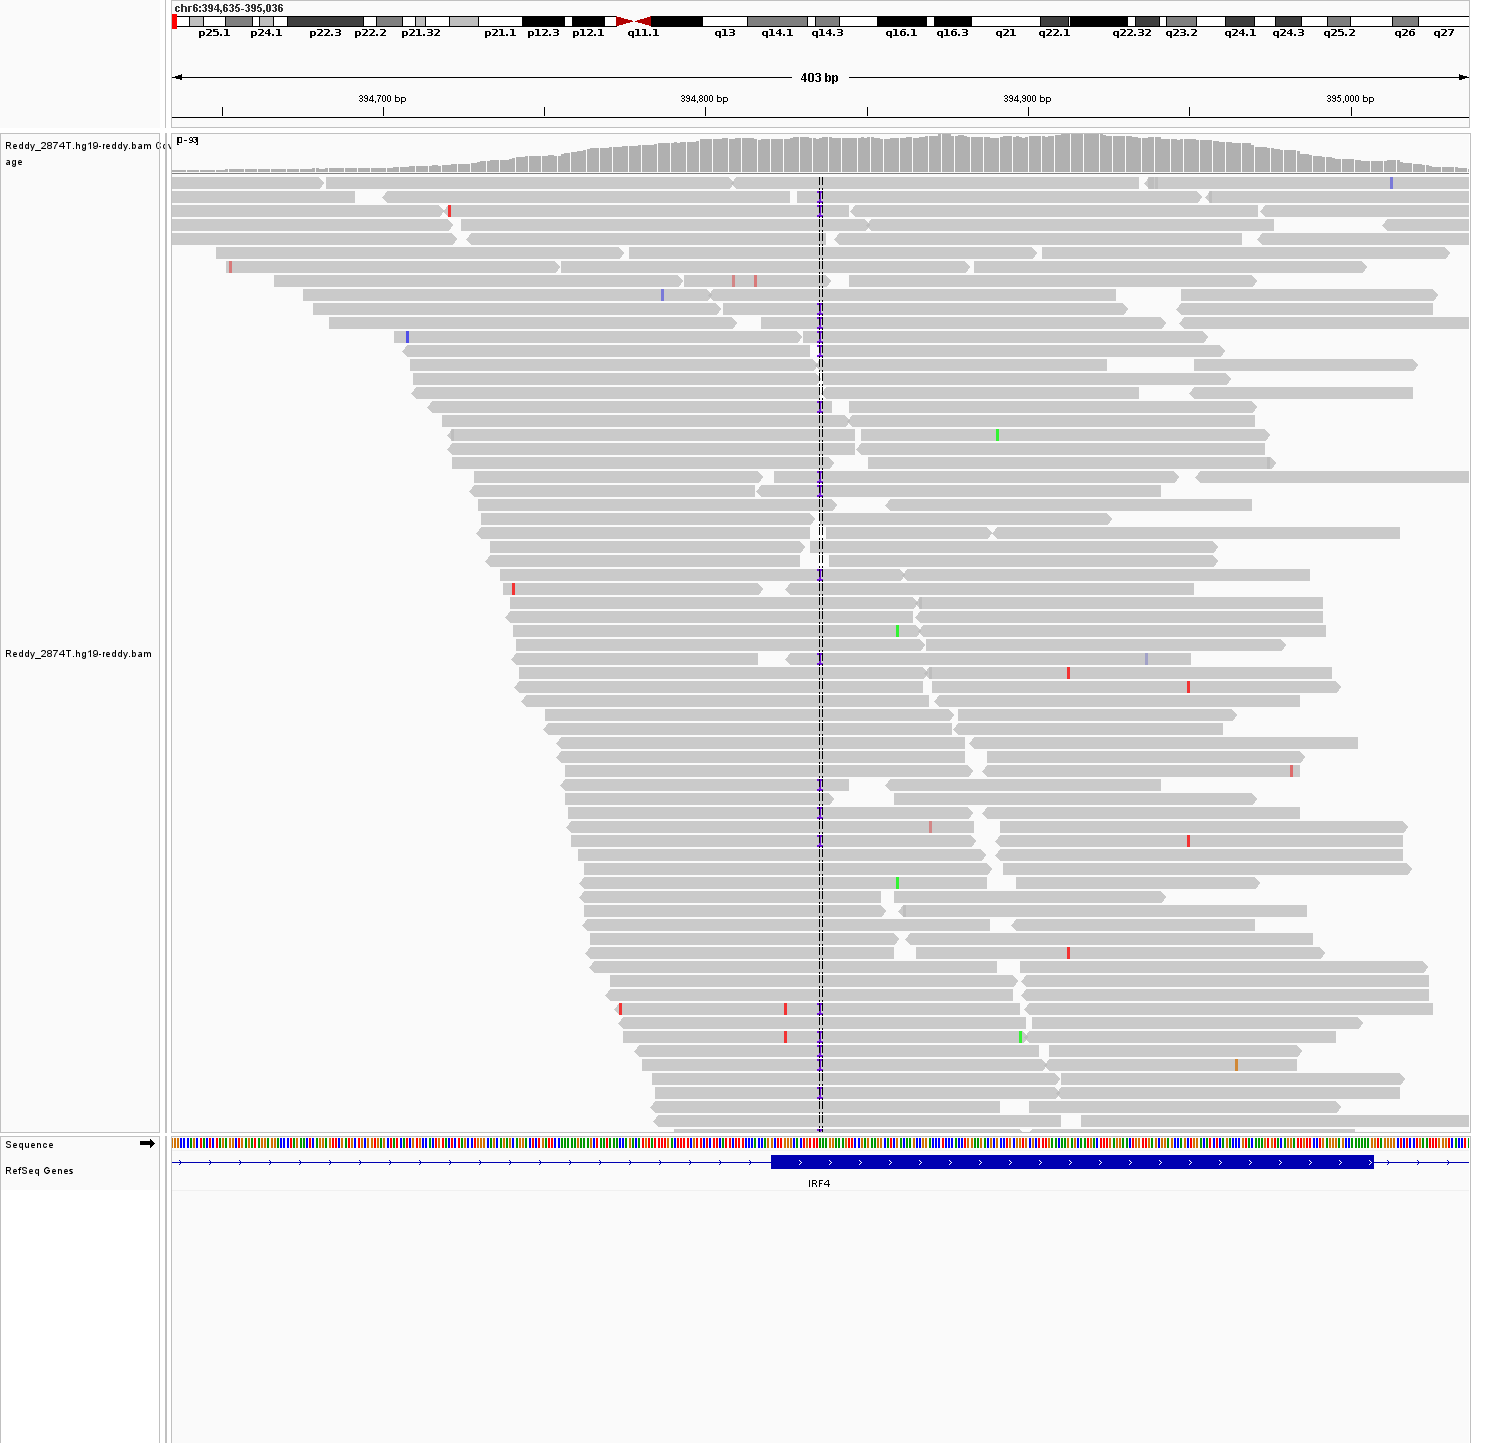 chr6:394,635-395,036
p25.1 p24.1 p22.3 p22.2 p21.32 p21.1 p12.3 p12.1 q11.1 q13 q14.1 q14.3 q16.1 q16.3 q21 q22.1 q22.32 q23.2 q24.1 q24.3 q25.2 q26 q27
403 bp
394,700 bp 394,800 bp 394,900 bp 395,000 bp
Reddy_2874T.hg19-reddy.bam Cov
age
[0 - 93]
Reddy_2874T.hg19-reddy.bam
Sequence
RefSeq Genes
IRF4